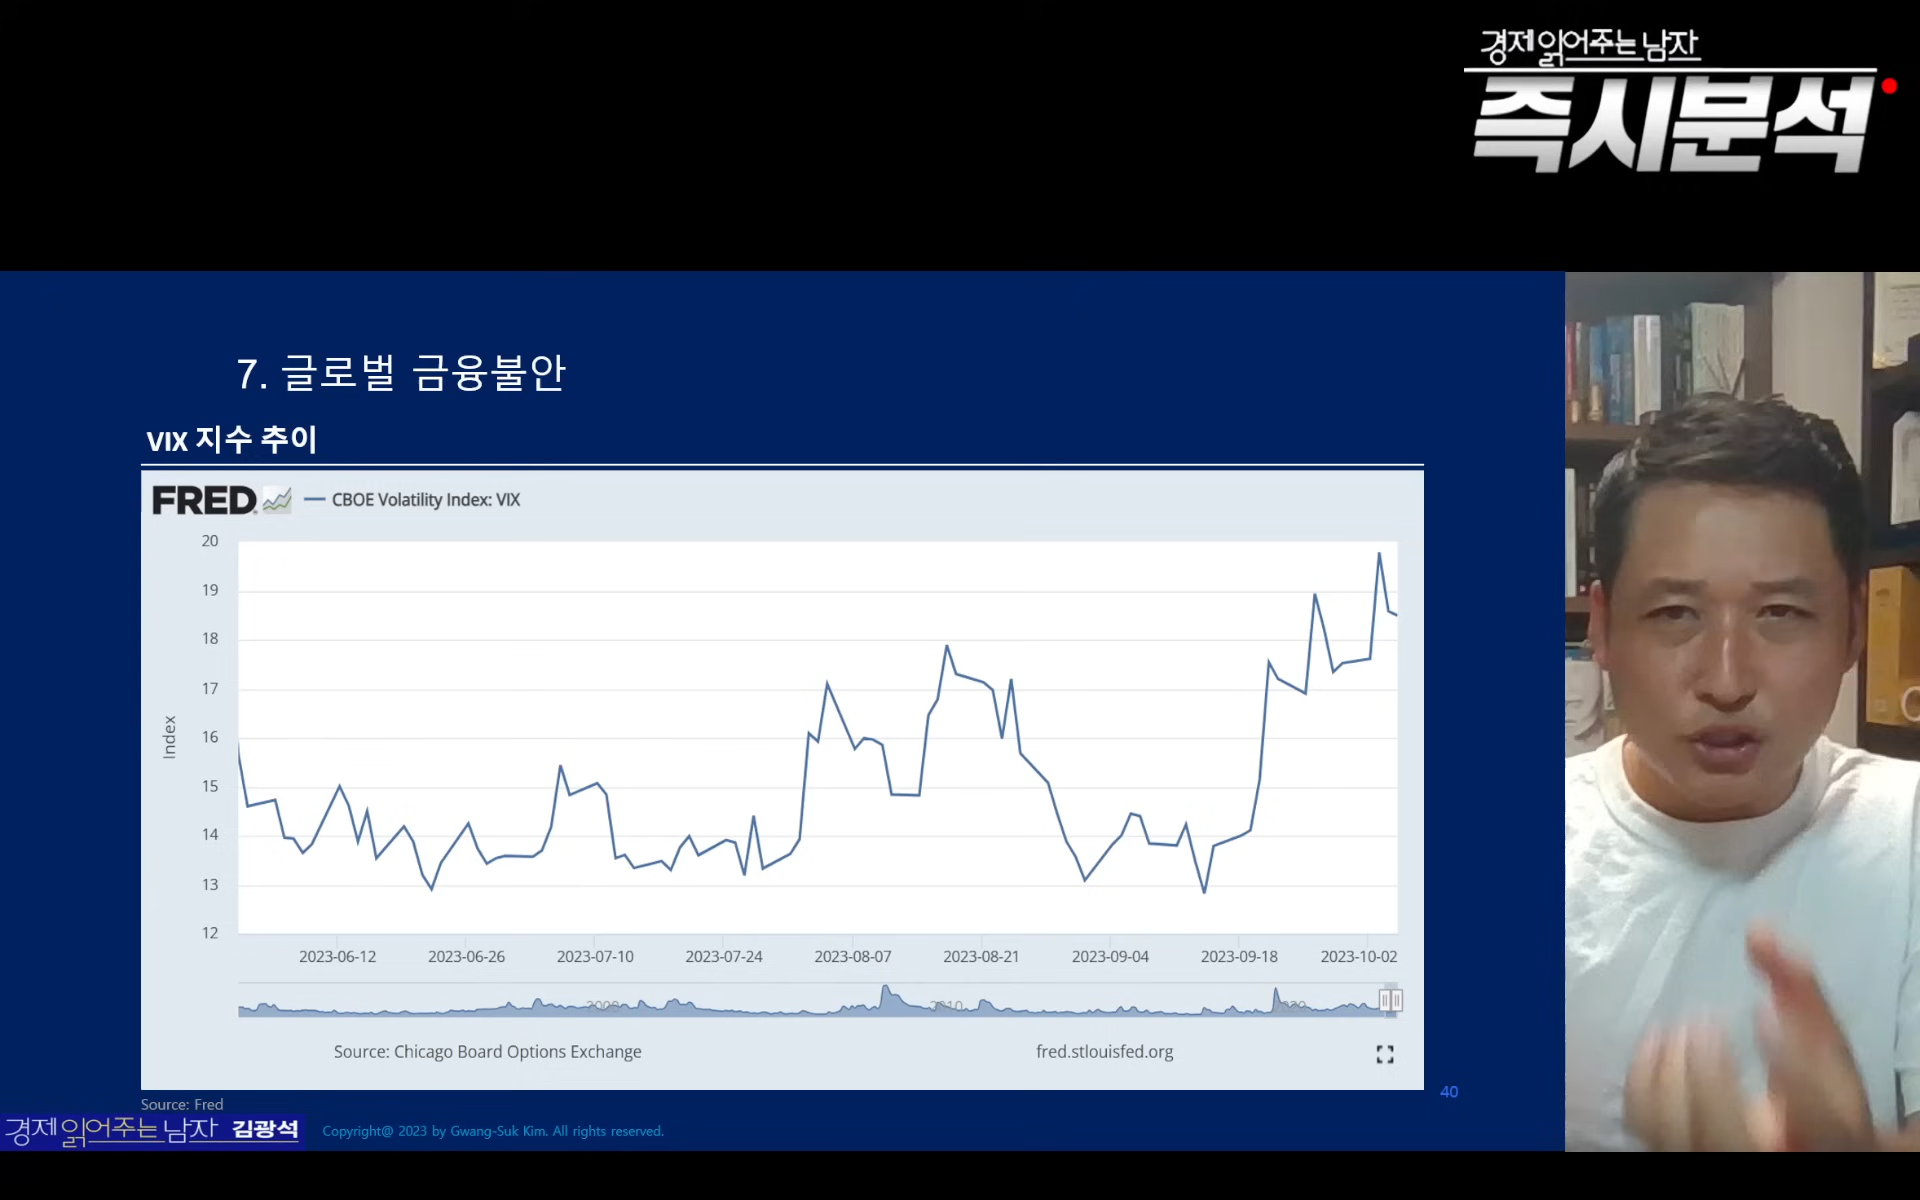 경제 읽어주는 남자
즉시분석
7. 글로벌 금융불안
VIX 지수 추이
FRED
CBOE Volatility Index: VIX
20
19
18
17
16
15
14
13
12
Index
2023-06-12
2023-06-26
2023-07-10
2023-07-24
2023-08-07
2023-08-21
2023-09-04
2023-09-18
2023-10-02
2000
2010
2020
Source: Chicago Board Options Exchange
fred.stlouisfed.org
Source: Fred
40
경제 읽어주는 남자 김광석
Copyright@ 2023 by Gwang-Suk Kim. All rights reserved.